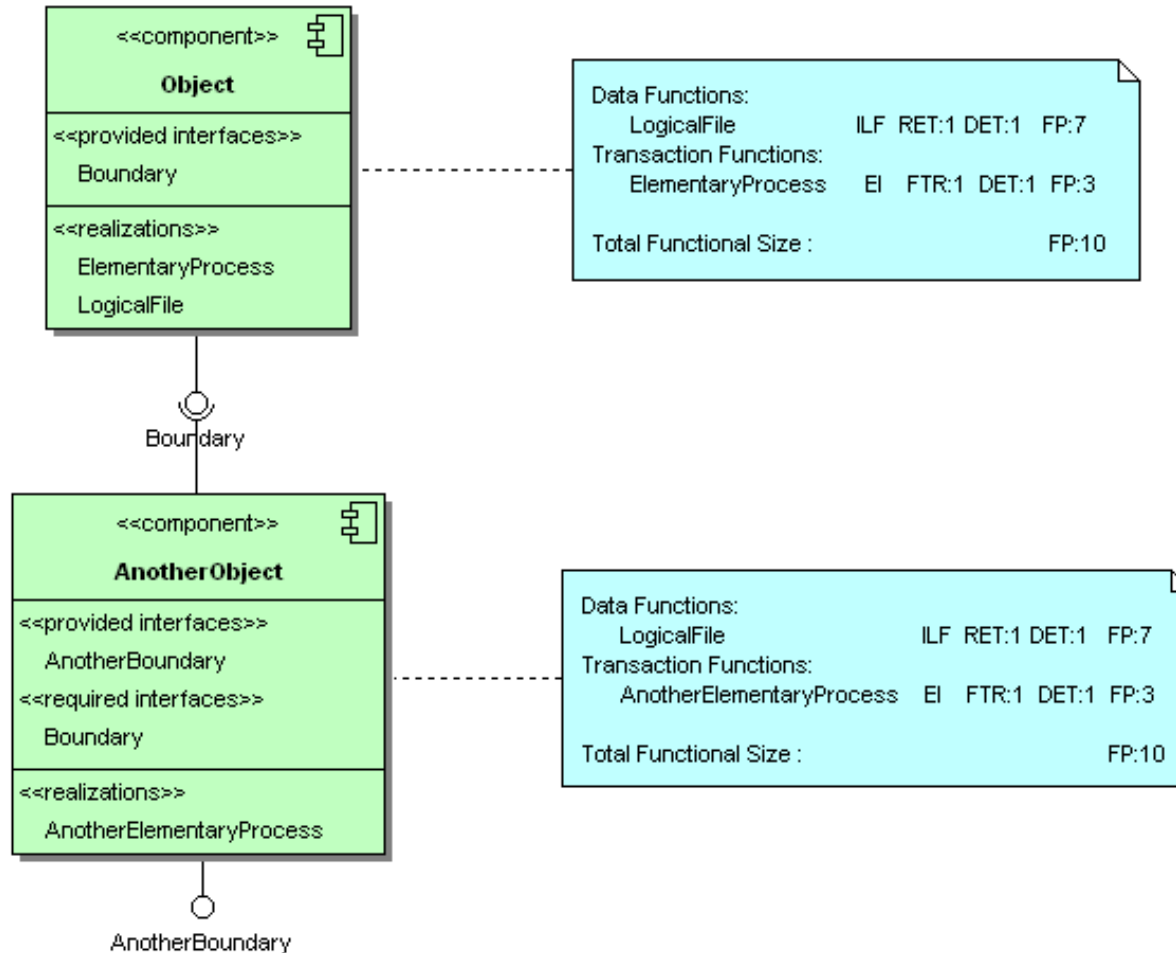 <<component>>
Object
<<provided interfaces>>
Boundary
<<realizations>>
ElementaryProcess
LogicalFile
Data Functions:
LogicalFile ILF RET:1 DET:1 FP:7
Transaction Functions:
ElementaryProcess EI FTR:1 DET:1 FP:3
Total Functional Size : FP:10
Boundary
<<component>>
AnotherObject
<<provided interfaces>>
AnotherBoundary
<<required interfaces>>
Boundary
<<realizations>>
AnotherElementaryProcess
Data Functions:
LogicalFile ILF RET:1 DET:1 FP:7
Transaction Functions:
AnotherElementaryProcess EI FTR:1 DET:1 FP:3
Total Functional Size : FP:10
AnotherBoundary